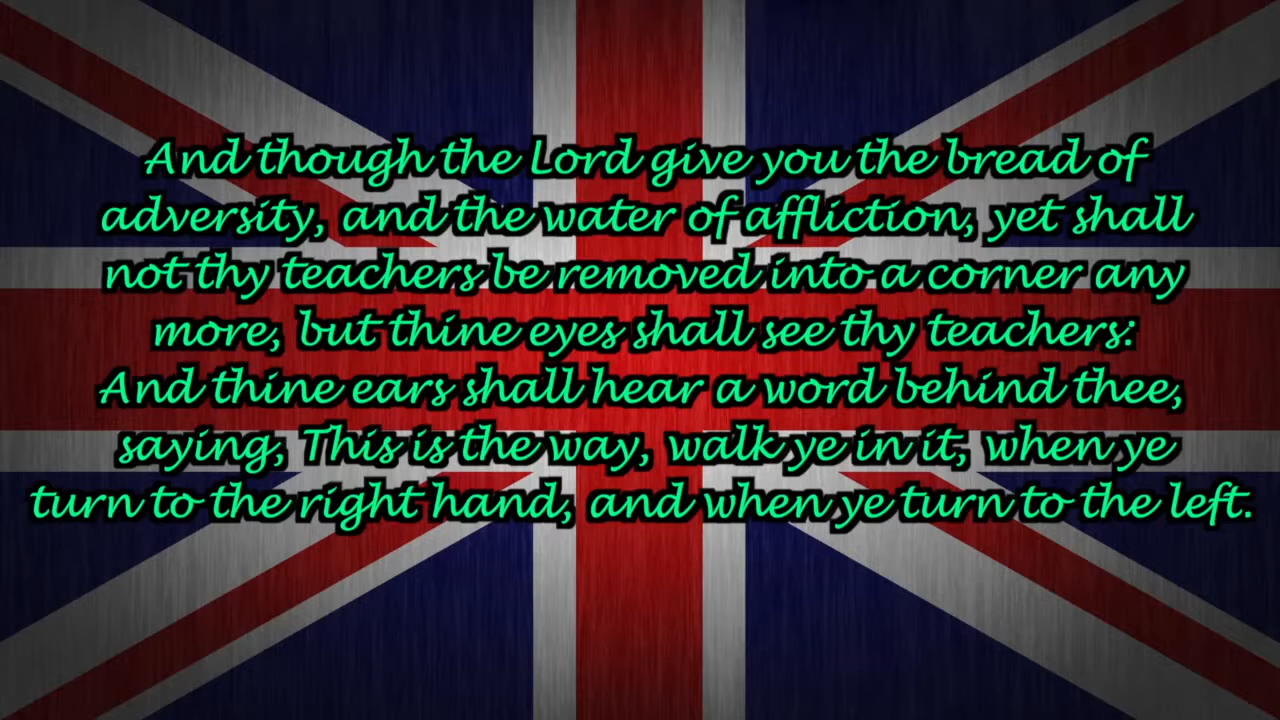 And though the Lord give you the bread of
adversity, and the water of affliction, yet shall
not thy teachers be removed into a corner any
more, but thine eyes shall see thy teachers:
And thine ears shall hear a word behind thee,
saying, This is the way, walk ye in it, when ye
turn to the right hand, and when ye turn to the left.